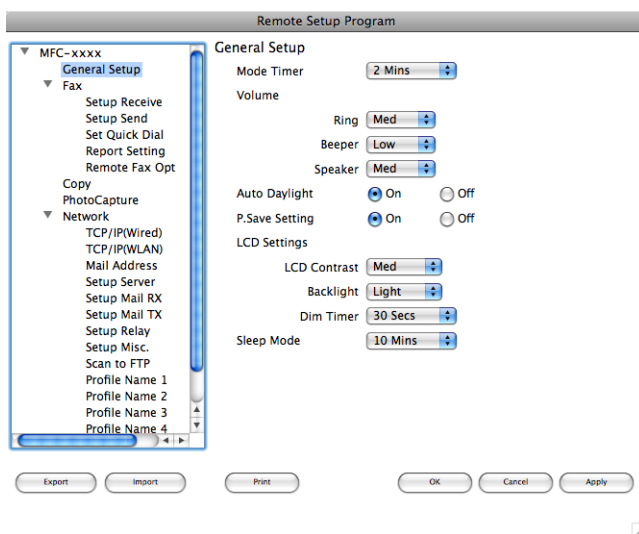 Remote Setup Program
MFC-xxxx
General Setup
Fax
Setup Receive
Setup Send
Set Quick Dial
Report Setting
Remote Fax Opt
Copy
PhotoCapture
Network
TCP/IP(Wired)
TCP/IP(WLAN)
Mail Address
Setup Server
Setup Mail RX
Setup Mail TX
Setup Relay
Setup Misc.
Scan to FTP
Profile Name 1
Profile Name 2
Profile Name 3
Profile Name 4
General Setup
Mode Timer 2 Mins
Volume
Ring Med
Beeper Low
Speaker Med
Auto Daylight On Off
P.Save Setting On Off
LCD Settings
LCD Contrast Med
Backlight Light
Dim Timer 30 Secs
Sleep Mode 10 Mins
Export Import Print OK Cancel Apply